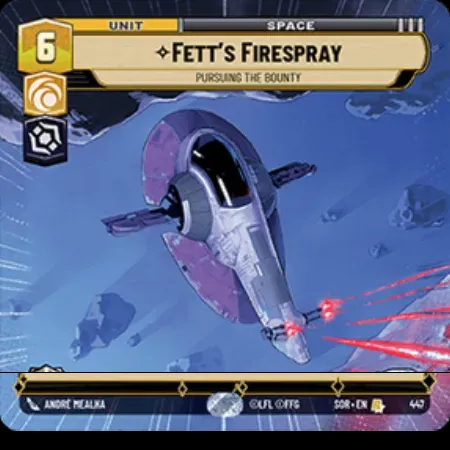 UNIT
SPACE
6
FETT'S FIRESPRAY
PURSUING THE BOUNTY
ANDRÉ MEALHA
©LFL ©FFG
SOR • EN
447